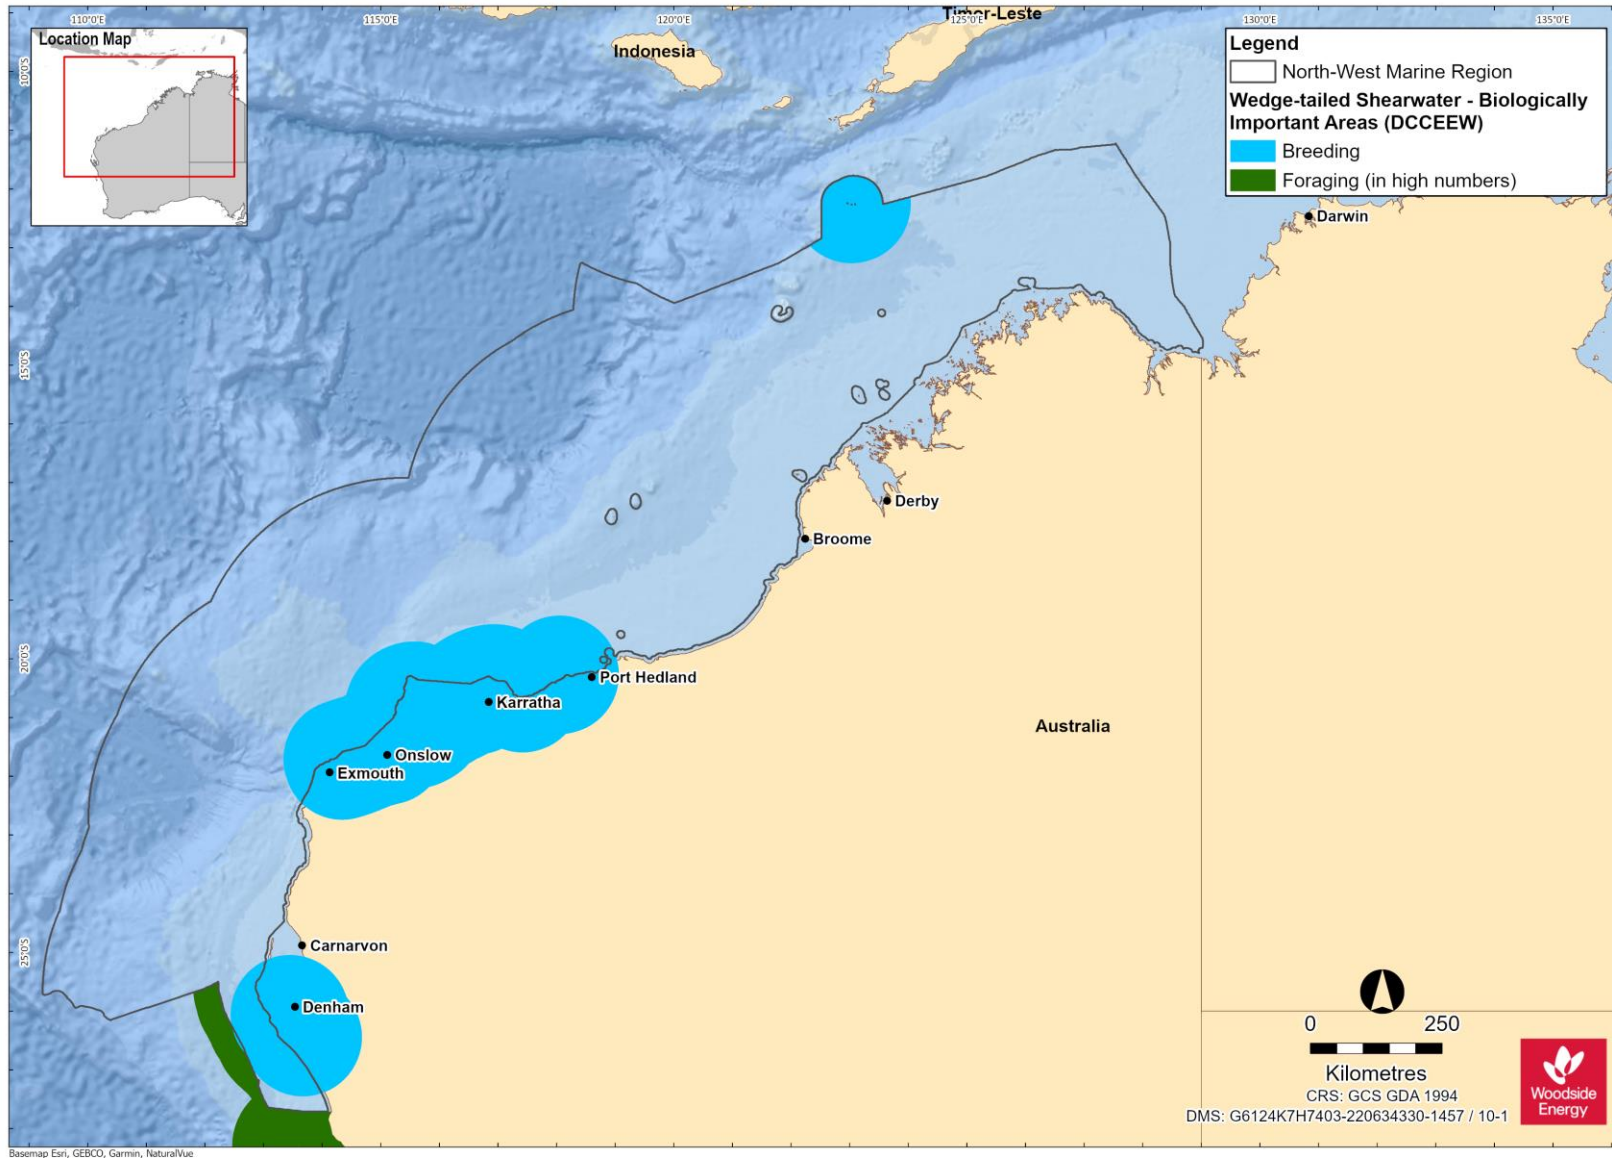 110°0'E
115°0'E
120°0'E
125°0'E
130°0'E
135°0'E
Timor-Leste
Location Map
Indonesia
Legend
North-West Marine Region
Wedge-tailed Shearwater - Biologically
Important Areas (DCCEEW)
Breeding
Foraging (in high numbers)
10°0'S
Darwin
15°0'S
Derby
Broome
20°0'S
Port Hedland
Karratha
Australia
Onslow
Exmouth
25°0'S
Carnarvon
Denham
0 250
Kilometres
CRS: GCS GDA 1994
DMS: G6124K7H7403-220634330-1457 / 10-1
Woodside
Energy
Basemap Esri, GEBCO, Garmin, NaturalVue